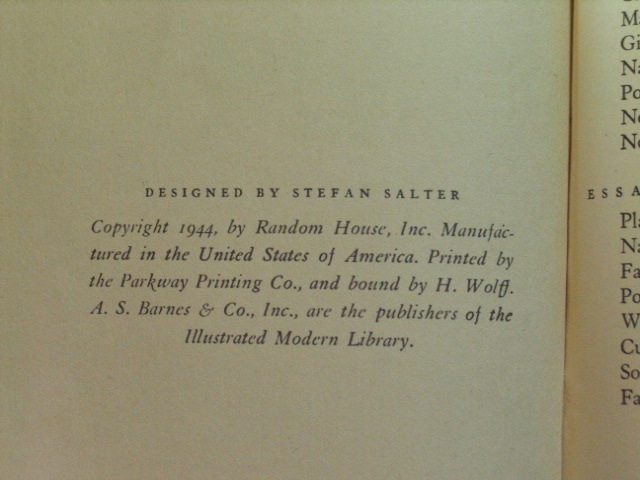 DESIGNED BY STEFAN SALTER
Copyright 1944, by Random House, Inc. Manufac-
tured in the United States of America. Printed by
the Parkway Printing Co., and bound by H. Wolff.
A. S. Barnes & Co., Inc., are the publishers of the
Illustrated Modern Library.